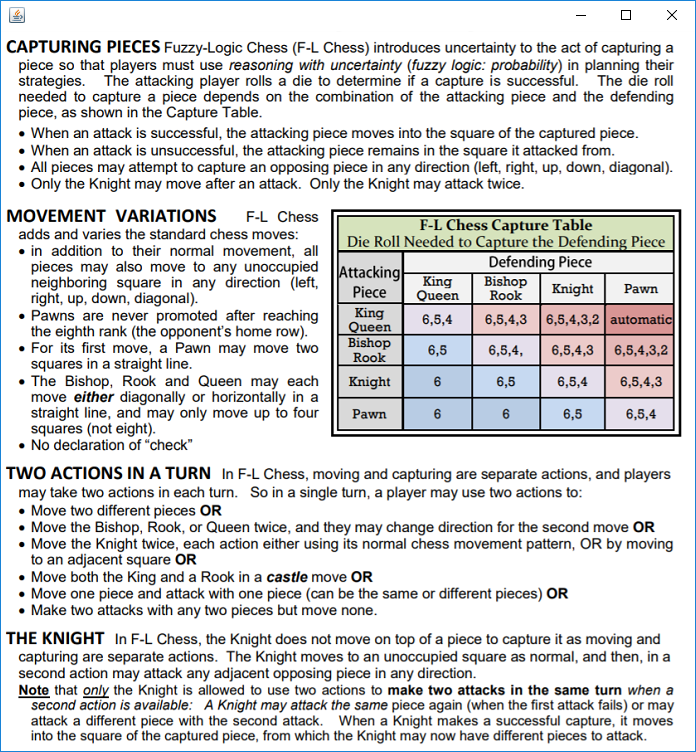 CAPTURING PIECES Fuzzy-Logic Chess (F-L Chess) introduces uncertainty to the act of capturing a
piece so that players must use reasoning with uncertainty (fuzzy logic: probability) in planning their
strategies. The attacking player rolls a die to determine if a capture is successful. The die roll
needed to capture a piece depends on the combination of the attacking piece and the defending
piece, as shown in the Capture Table.
• When an attack is successful, the attacking piece moves into the square of the captured piece.
• When an attack is unsuccessful, the attacking piece remains in the square it attacked from.
• All pieces may attempt to capture an opposing piece in any direction (left, right, up, down, diagonal).
• Only the Knight may move after an attack. Only the Knight may attack twice.
MOVEMENT VARIATIONS F-L Chess
adds and varies the standard chess moves:
• in addition to their normal movement, all
pieces may also move to any unoccupied
neighboring square in any direction (left,
right, up, down, diagonal).
• Pawns are never promoted after reaching
the eighth rank (the opponent's home row).
• For its first move, a Pawn may move two
squares in a straight line.
• The Bishop, Rook and Queen may each
move either diagonally or horizontally in a
straight line, and may only move up to four
squares (not eight).
• No declaration of “check”
F-L Chess Capture Table
Die Roll Needed to Capture the Defending Piece
Attacking Piece Defending Piece
King Queen Bishop Rook Knight Pawn
King Queen 6,5,4 6,5,4,3 6,5,4,3,2 automatic
Bishop Rook 6,5 6,5,4, 6,5,4,3 6,5,4,3,2
Knight 6 6,5 6,5,4 6,5,4,3
Pawn 6 6 6,5 6,5,4
TWO ACTIONS IN A TURN In F-L Chess, moving and capturing are separate actions, and players
may take two actions in each turn. So in a single turn, a player may use two actions to:
• Move two different pieces OR
• Move the Bishop, Rook, or Queen twice, and they may change direction for the second move OR
• Move the Knight twice, each action either using its normal chess movement pattern, OR by moving
to an adjacent square OR
• Move both the King and a Rook in a castle move OR
• Move one piece and attack with one piece (can be the same or different pieces) OR
• Make two attacks with any two pieces but move none.
THE KNIGHT In F-L Chess, the Knight does not move on top of a piece to capture it as moving and
capturing are separate actions. The Knight moves to an unoccupied square as normal, and then, in a
second action may attack any adjacent opposing piece in any direction.
Note that only the Knight is allowed to use two actions to make two attacks in the same turn when a
second action is available: A Knight may attack the same piece again (when the first attack fails) or may
attack a different piece with the second attack. When a Knight makes a successful capture, it moves
into the square of the captured piece, from which the Knight may now have different pieces to attack.